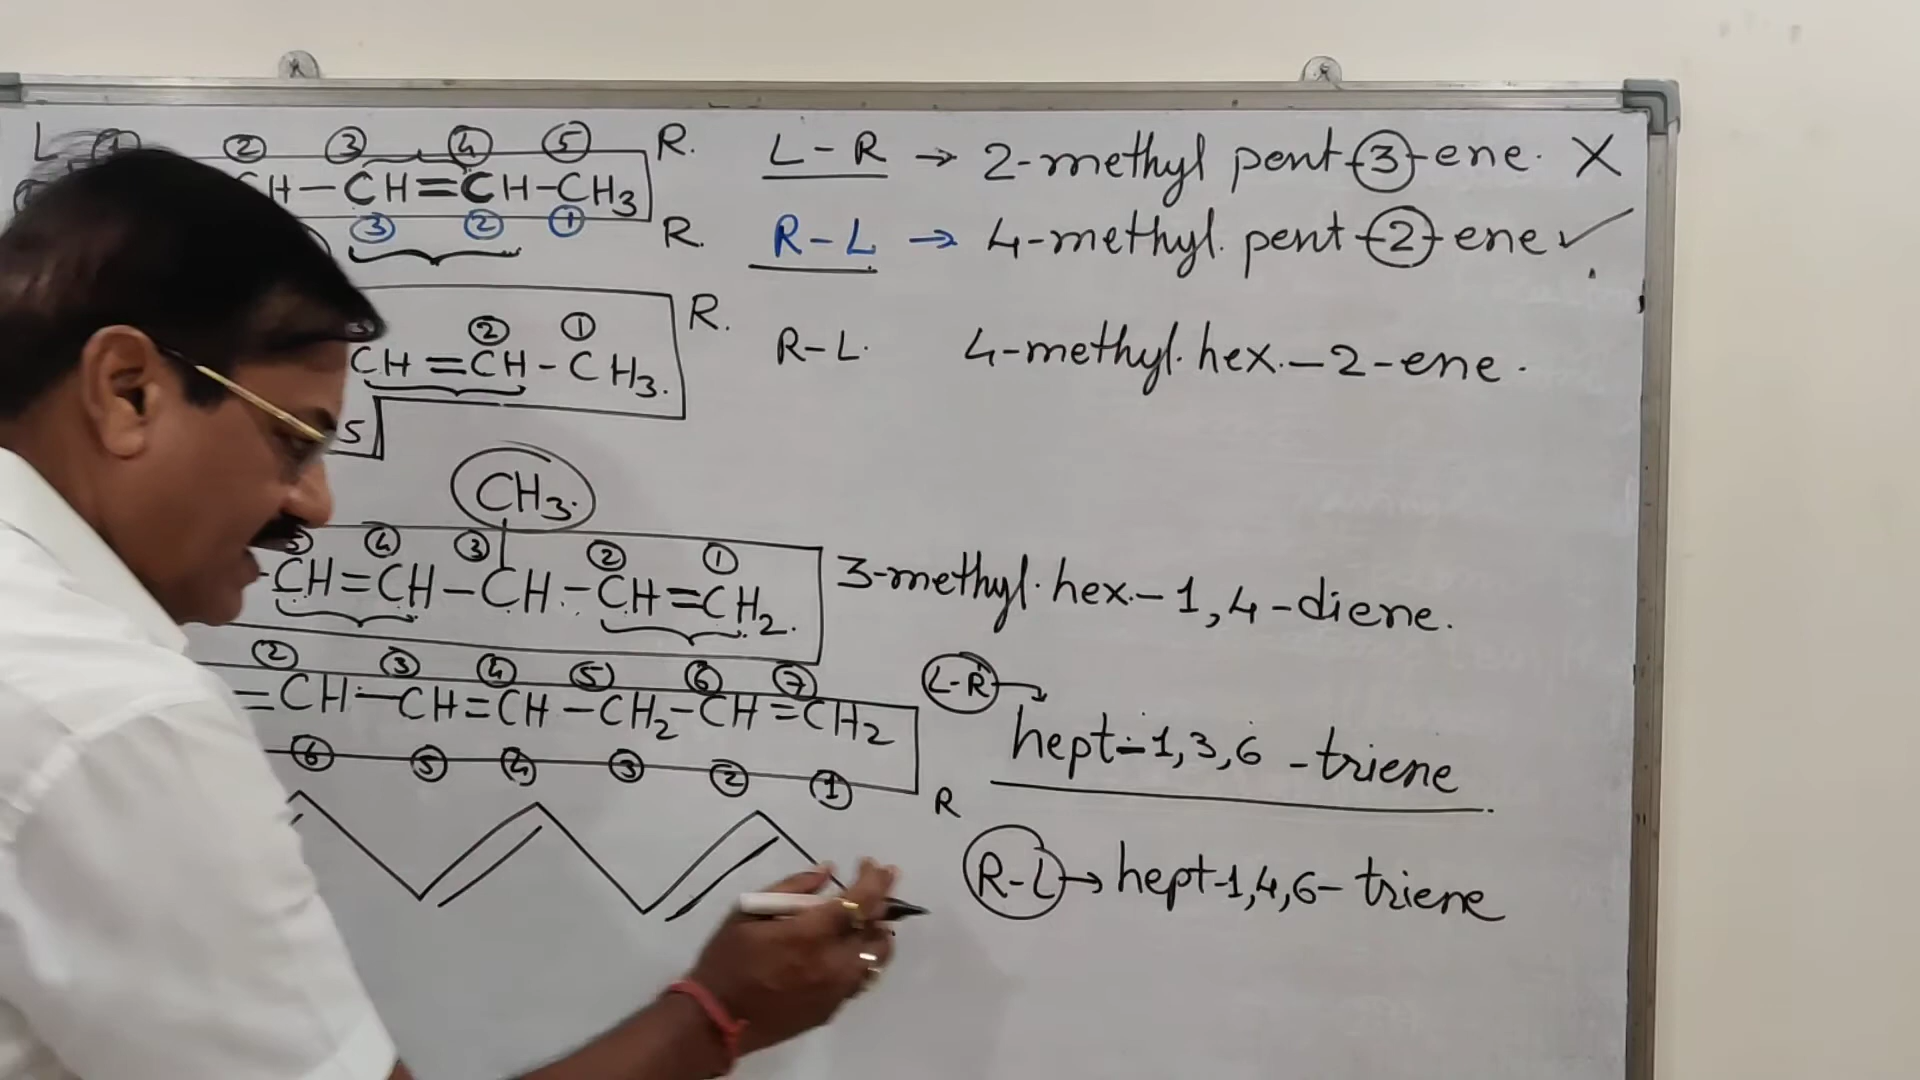 L ② ③ ④ ⑤ R. L-R → 2-methyl pent-③-ene. X
CH-CH=CH-CH3
③ ② ① R. R-L → 4-methyl. pent-②-ene ✓
② ① R.
CH=CH-CH3. R-L. 4-methyl. hex.-2-ene.
5
CH3.
5 ④ ③ ② ①
-CH=CH-CH-CH=CH2. 3-methyl. hex.-1,4-diene.
② ③ ④ ⑤ ⑥ ⑦ L-R →
=CH-CH=CH-CH2-CH=CH2 hept-1,3,6-triene
⑥ ⑤ ④ ③ ② ① R
R-L → hept-1,4,6-triene